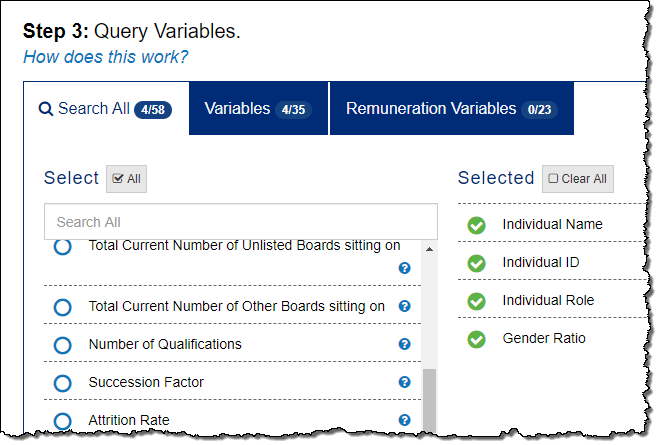 Step 3: Query Variables.
How does this work?
Search All 4/58
Variables 4/35
Remuneration Variables 0/23
Select All
Selected Clear All
Search All
Total Current Number of Unlisted Boards sitting on
Total Current Number of Other Boards sitting on
Number of Qualifications
Succession Factor
Attrition Rate
Individual Name
Individual ID
Individual Role
Gender Ratio